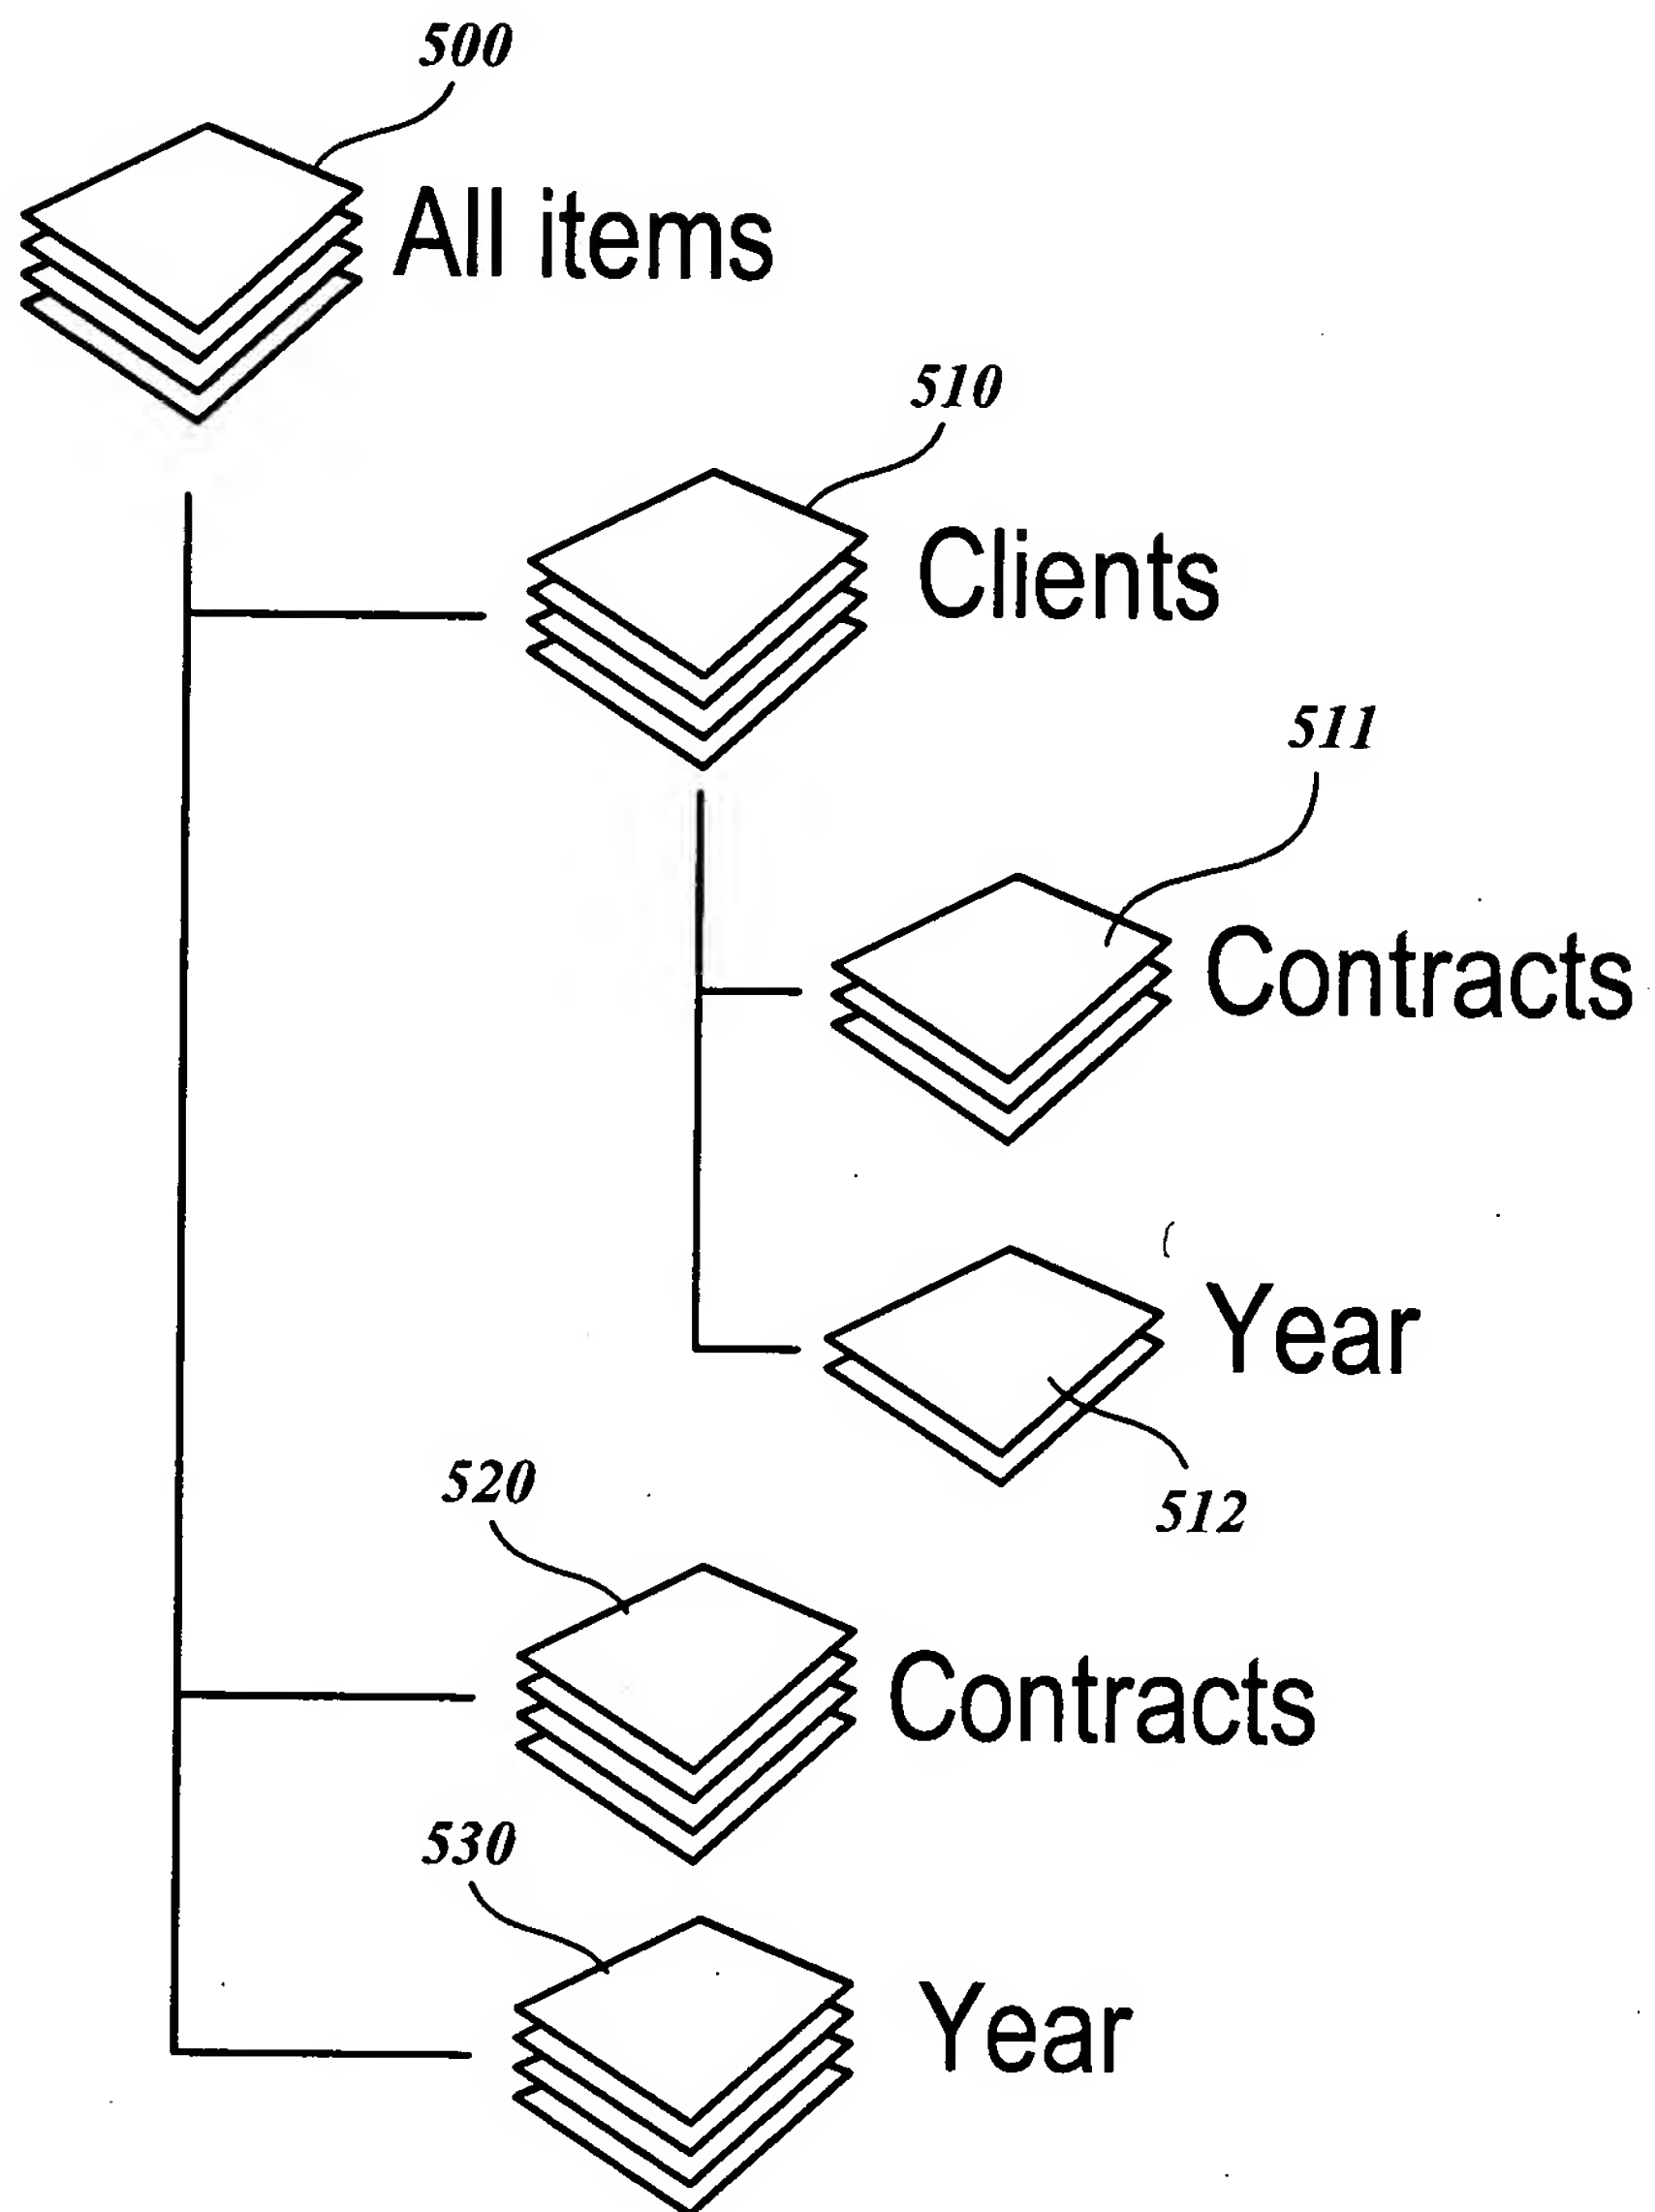 500
All items
510
Clients
511
Contracts
Year
512
520
Contracts
530
Year